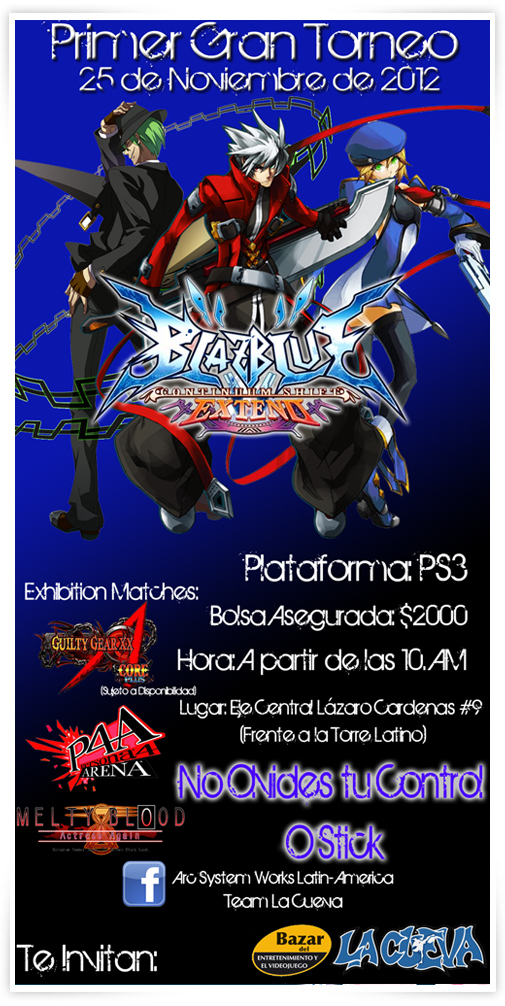 Primer Gran Torneo
25 de Noviembre de 2012
BLAZBLUE
CONTINUUM SHIFT
EXTEND
Plataforma: PS3
Exhibition Matches:
Bolsa Asegurada: $2000
GUILTY GEAR XX
CORE
PLUS
(Sujeto a Disponibilidad)
Hora: A partir de las 10. AM
Lugar: Eje Central Lázaro Cardenas #9
(Frente a la Torre Latino)
P4A
ARENA
No Olvides tu Control
O Stick
MELTY BLOOD
Actress Again
Arc System Works Latin-America
Team La Cueva
Te Invitan:
Bazar
del
ENTRETENIMIENTO Y
EL VIDEOJUEGO
LA CUEVA